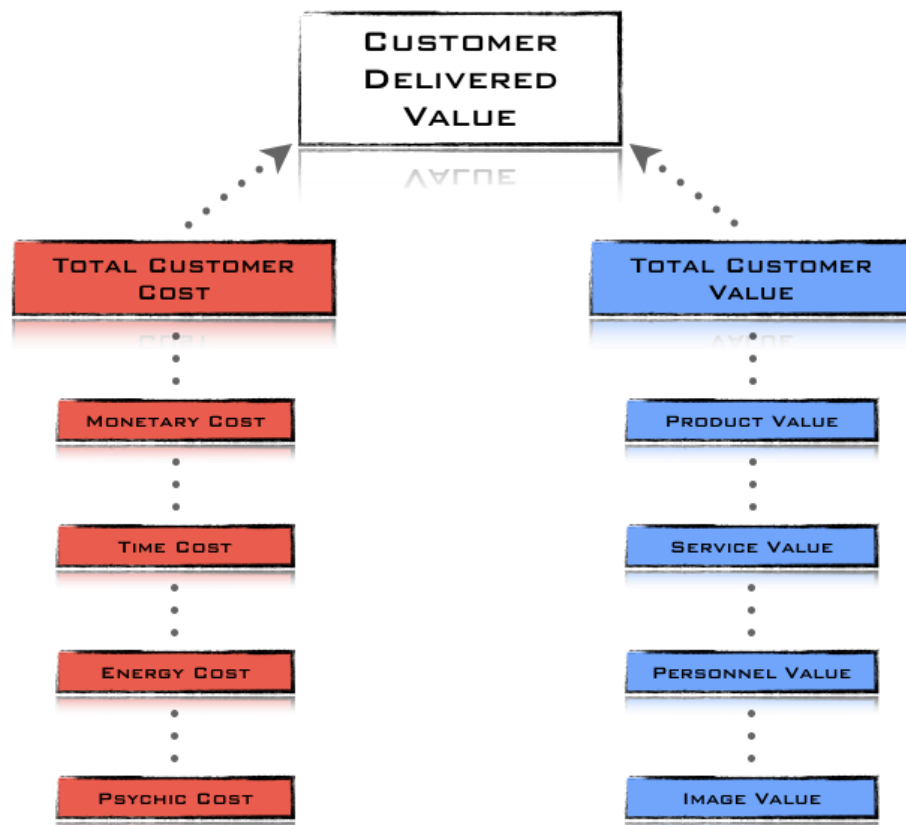 CUSTOMER
DELIVERED
VALUE
TOTAL CUSTOMER
COST
MONETARY COST
TIME COST
ENERGY COST
PSYCHIC COST
TOTAL CUSTOMER
VALUE
PRODUCT VALUE
SERVICE VALUE
PERSONNEL VALUE
IMAGE VALUE